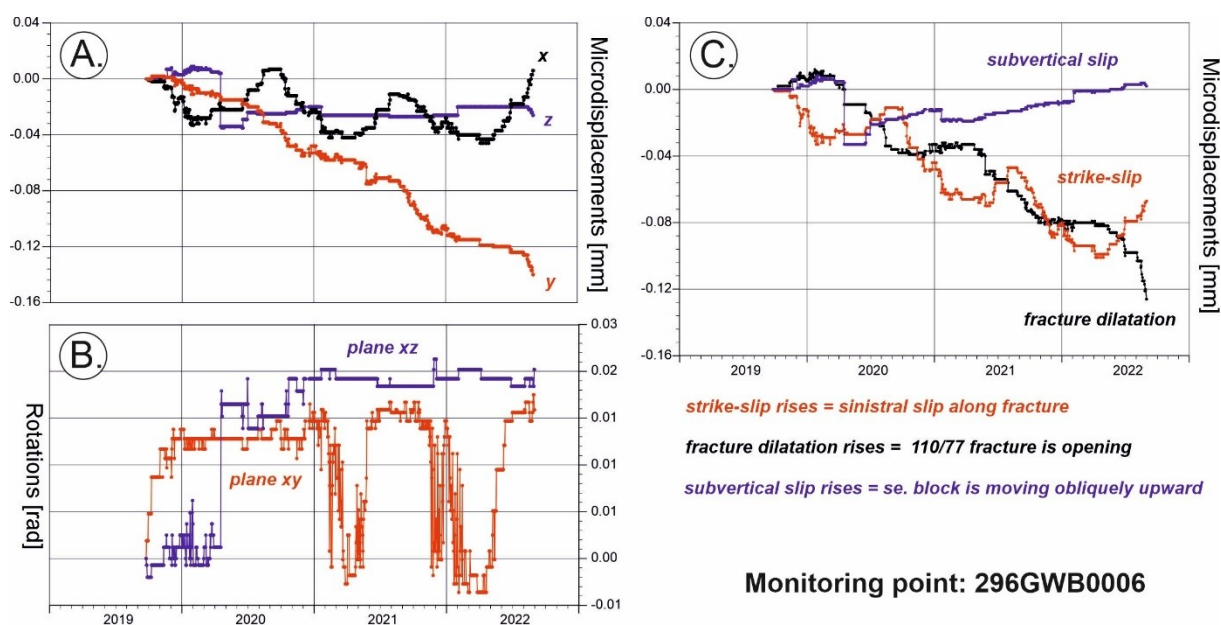 A.
0.04
0.00
-0.04
-0.08
-0.12
-0.16
x
z
y
Microdisplacements [mm]
B.
Rotations [rad]
plane xz
plane xy
0.03
0.02
0.01
0.01
0.01
0.00
-0.01
2019
2020
2021
2022
C.
0.04
0.00
-0.04
-0.08
-0.12
-0.16
subvertical slip
strike-slip
fracture dilatation
Microdisplacements [mm]
2019
2020
2021
2022
strike-slip rises = sinistral slip along fracture
fracture dilatation rises = 110/77 fracture is opening
subvertical slip rises = se. block is moving obliquely upward
Monitoring point: 296GWB0006